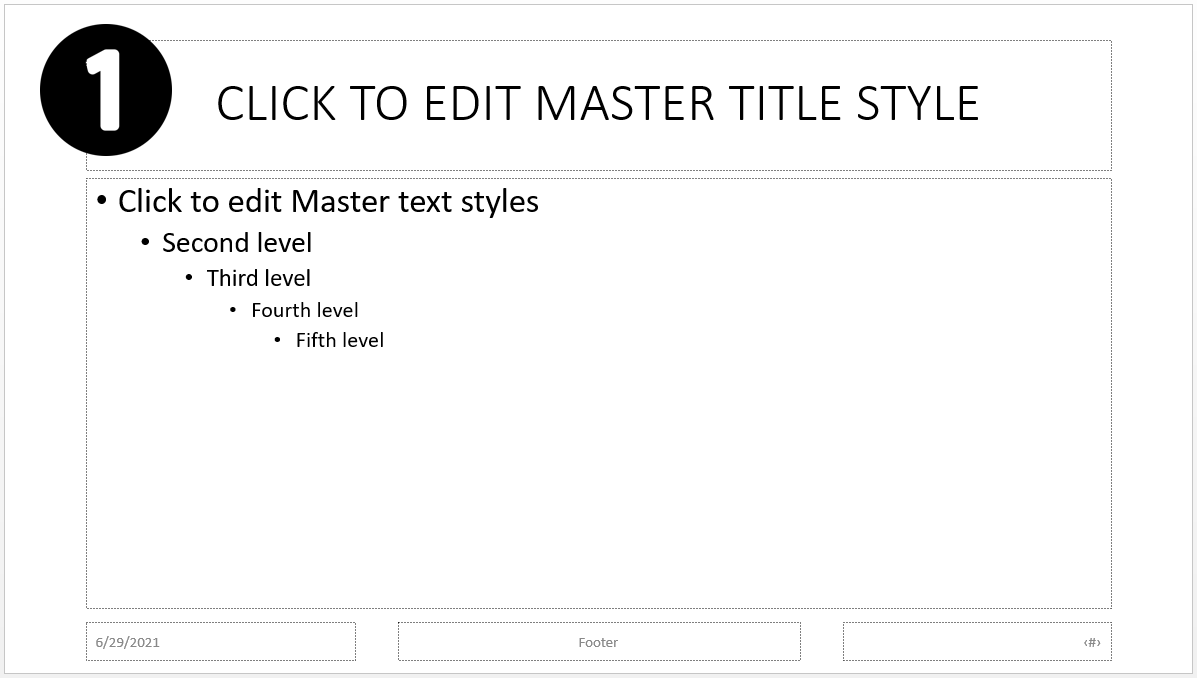 1
CLICK TO EDIT MASTER TITLE STYLE
• Click to edit Master text styles
• Second level
• Third level
• Fourth level
• Fifth level
6/29/2021
Footer
‹#›